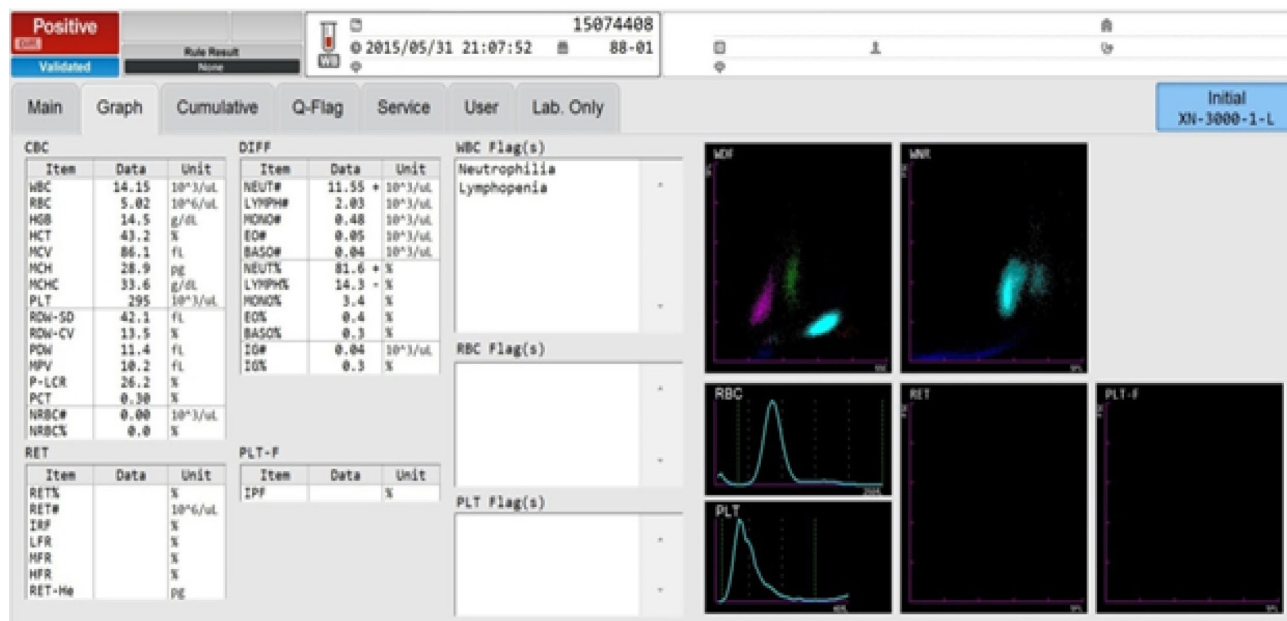 Positive
Diff.
Validated
Rule Result
None
WB
15074408
2015/05/31 21:07:52 88-01
Main Graph Cumulative Q-Flag Service User Lab. Only
Initial
XN-3000-1-L
CBC
Item Data Unit
WBC 14.15 10^3/uL
RBC 5.02 10^6/uL
HGB 14.5 g/dL
HCT 43.2 %
MCV 86.1 fL
MCH 28.9 pg
MCHC 33.6 g/dL
PLT 295 10^3/uL
RDW-SD 42.1 fL
RDW-CV 13.5 %
PDW 11.4 fL
MPV 10.2 fL
P-LCR 26.2 %
PCT 0.30 %
NRBC# 0.00 10^3/uL
NRBC% 0.0 %
DIFF
Item Data Unit
NEUT# 11.55 + 10^3/uL
LYMPH# 2.03 10^3/uL
MONO# 0.48 10^3/uL
EO# 0.05 10^3/uL
BASO# 0.04 10^3/uL
NEUT% 81.6 + %
LYMPH% 14.3 - %
MONO% 3.4 %
EO% 0.4 %
BASO% 0.3 %
IG# 0.04 10^3/uL
IG% 0.3 %
RET
Item Data Unit
RET% %
RET# 10^6/uL
IRF %
LFR %
MFR %
HFR %
RET-He pg
PLT-F
Item Data Unit
IPF %
WBC Flag(s)
Neutrophilia
Lymphopenia
RBC Flag(s)
PLT Flag(s)
WDF
WNR
RBC
RET
PLT-F
PLT